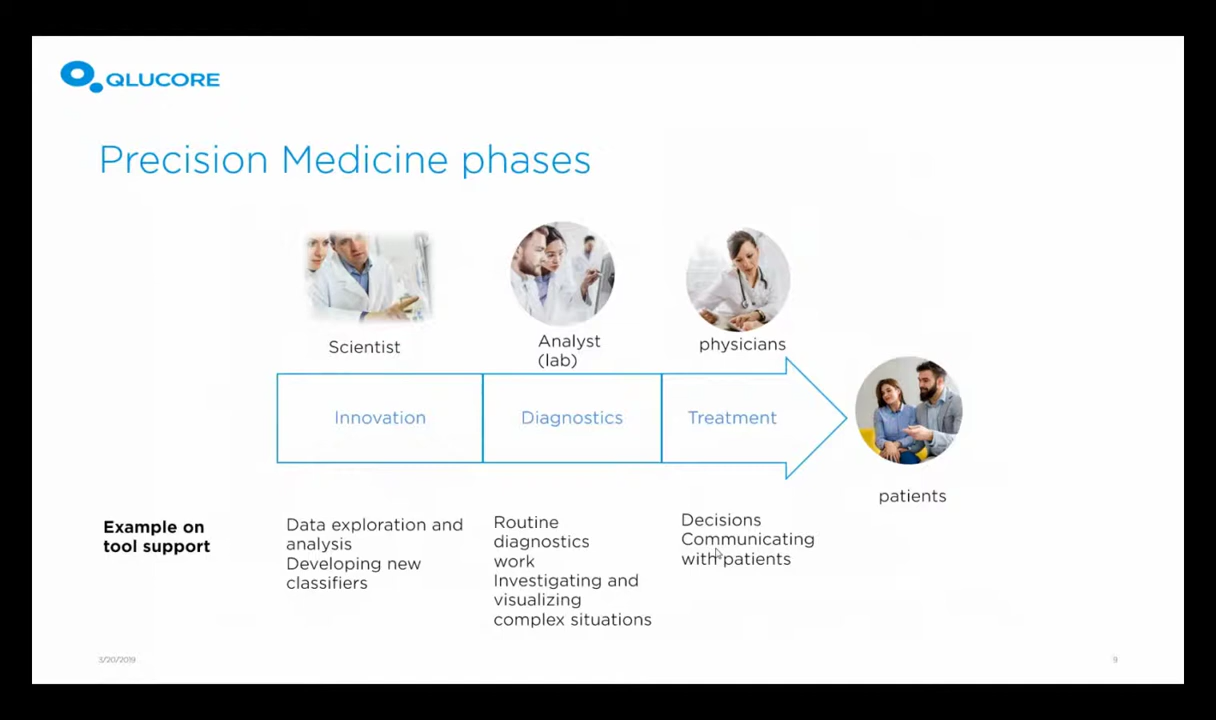 QLUCORE
Precision Medicine phases
Scientist
Analyst
(lab)
physicians
Innovation
Diagnostics
Treatment
patients
Example on
tool support
Data exploration and
analysis
Developing new
classifiers
Routine
diagnostics
work
Investigating and
visualizing
complex situations
Decisions
Communicating
with patients
3/20/2019
9